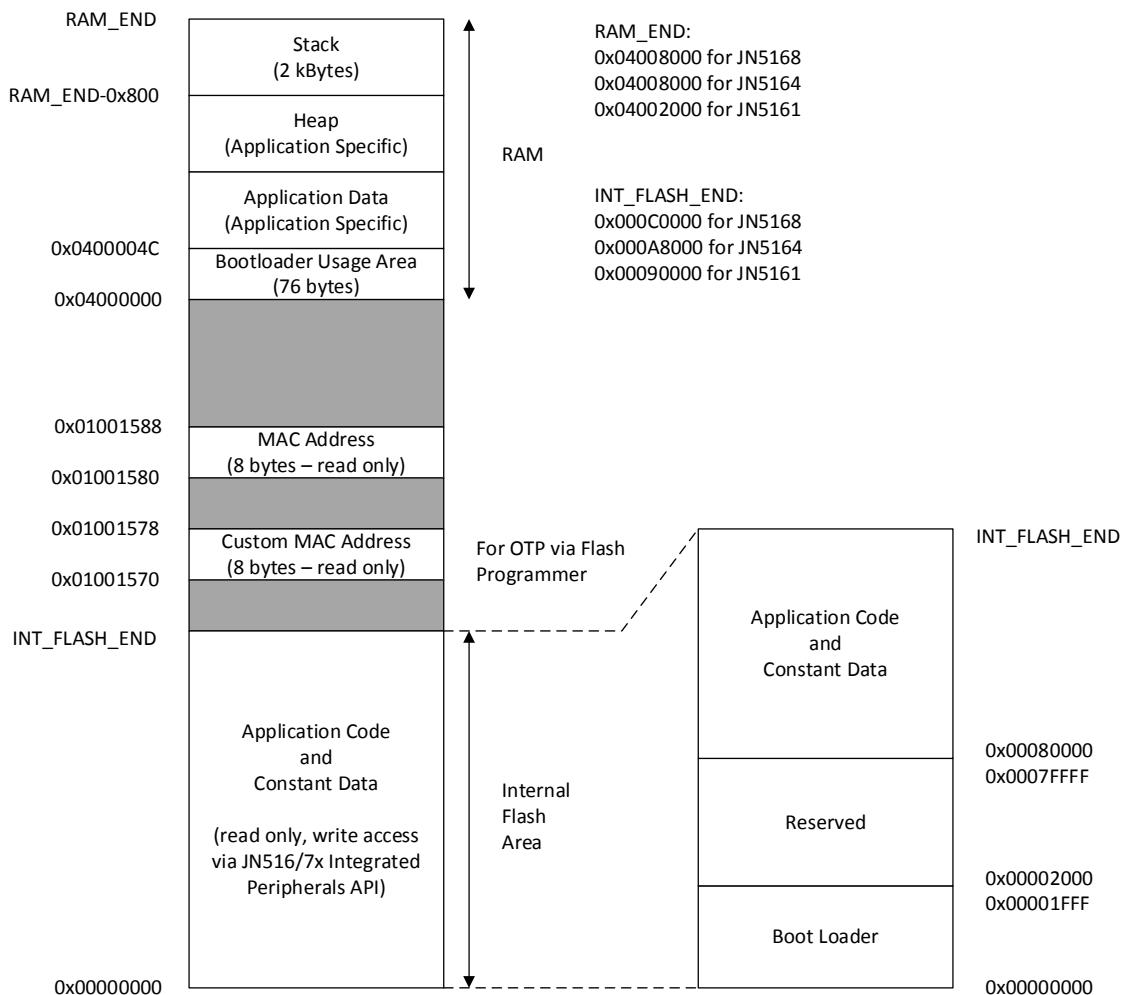 RAM_END
Stack
(2 kBytes)
RAM_END-0x800
Heap
(Application Specific)
Application Data
(Application Specific)
0x0400004C
Bootloader Usage Area
(76 bytes)
0x04000000
RAM
RAM_END:
0x04008000 for JN5168
0x04008000 for JN5164
0x04002000 for JN5161
INT_FLASH_END:
0x000C0000 for JN5168
0x000A8000 for JN5164
0x00090000 for JN5161
0x01001588
MAC Address
(8 bytes – read only)
0x01001580
0x01001578
Custom MAC Address
(8 bytes – read only)
0x01001570
For OTP via Flash
Programmer
INT_FLASH_END
Application Code
and
Constant Data
(read only, write access
via JN516/7x Integrated
Peripherals API)
0x00000000
Internal
Flash
Area
INT_FLASH_END
Application Code
and
Constant Data
0x00080000
0x0007FFFF
Reserved
0x00002000
0x00001FFF
Boot Loader
0x00000000